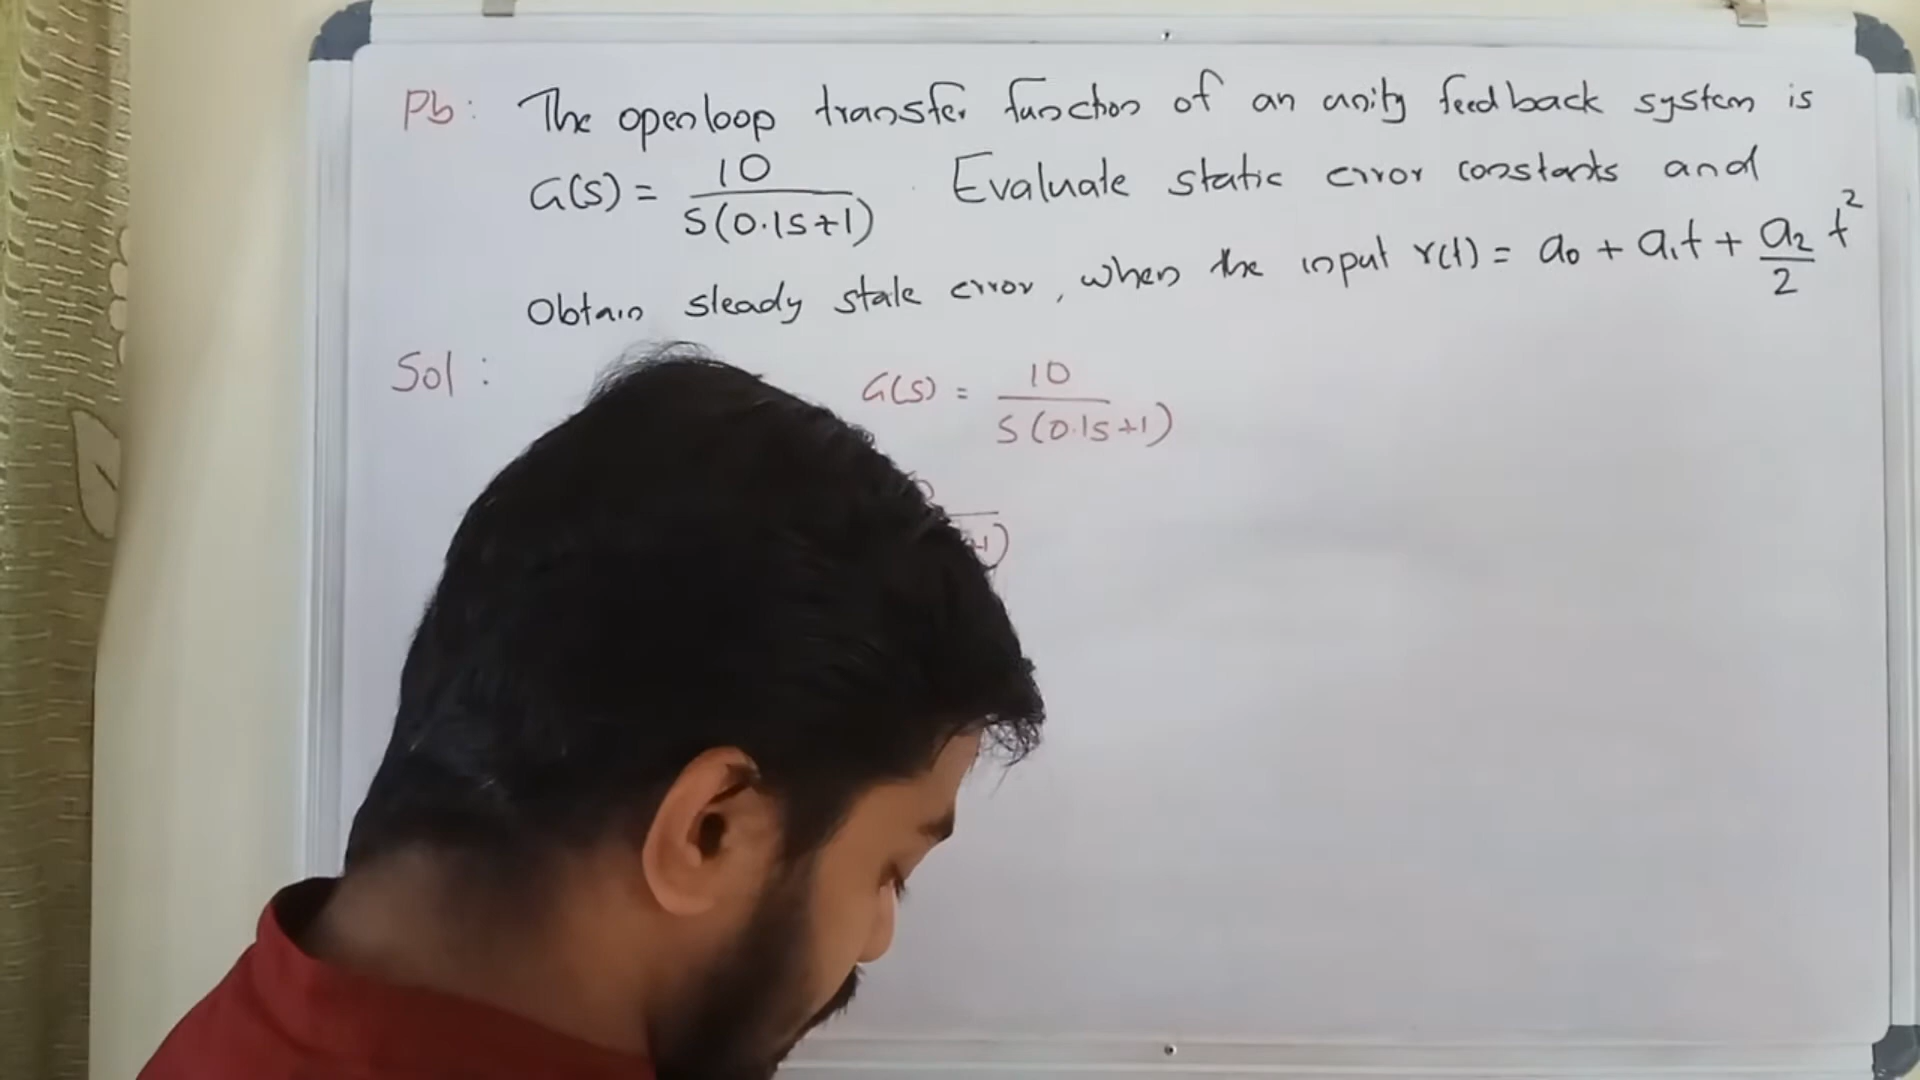 Pb: The openloop transfer function of an unity feedback system is
G(s) = 10 / s(0.1s+1) . Evaluate static error constants and
Obtain steady state error, when the input r(t) = a₀ + a₁t + a₂/2 t²
Sol : G(s) = 10 / s(0.1s+1)